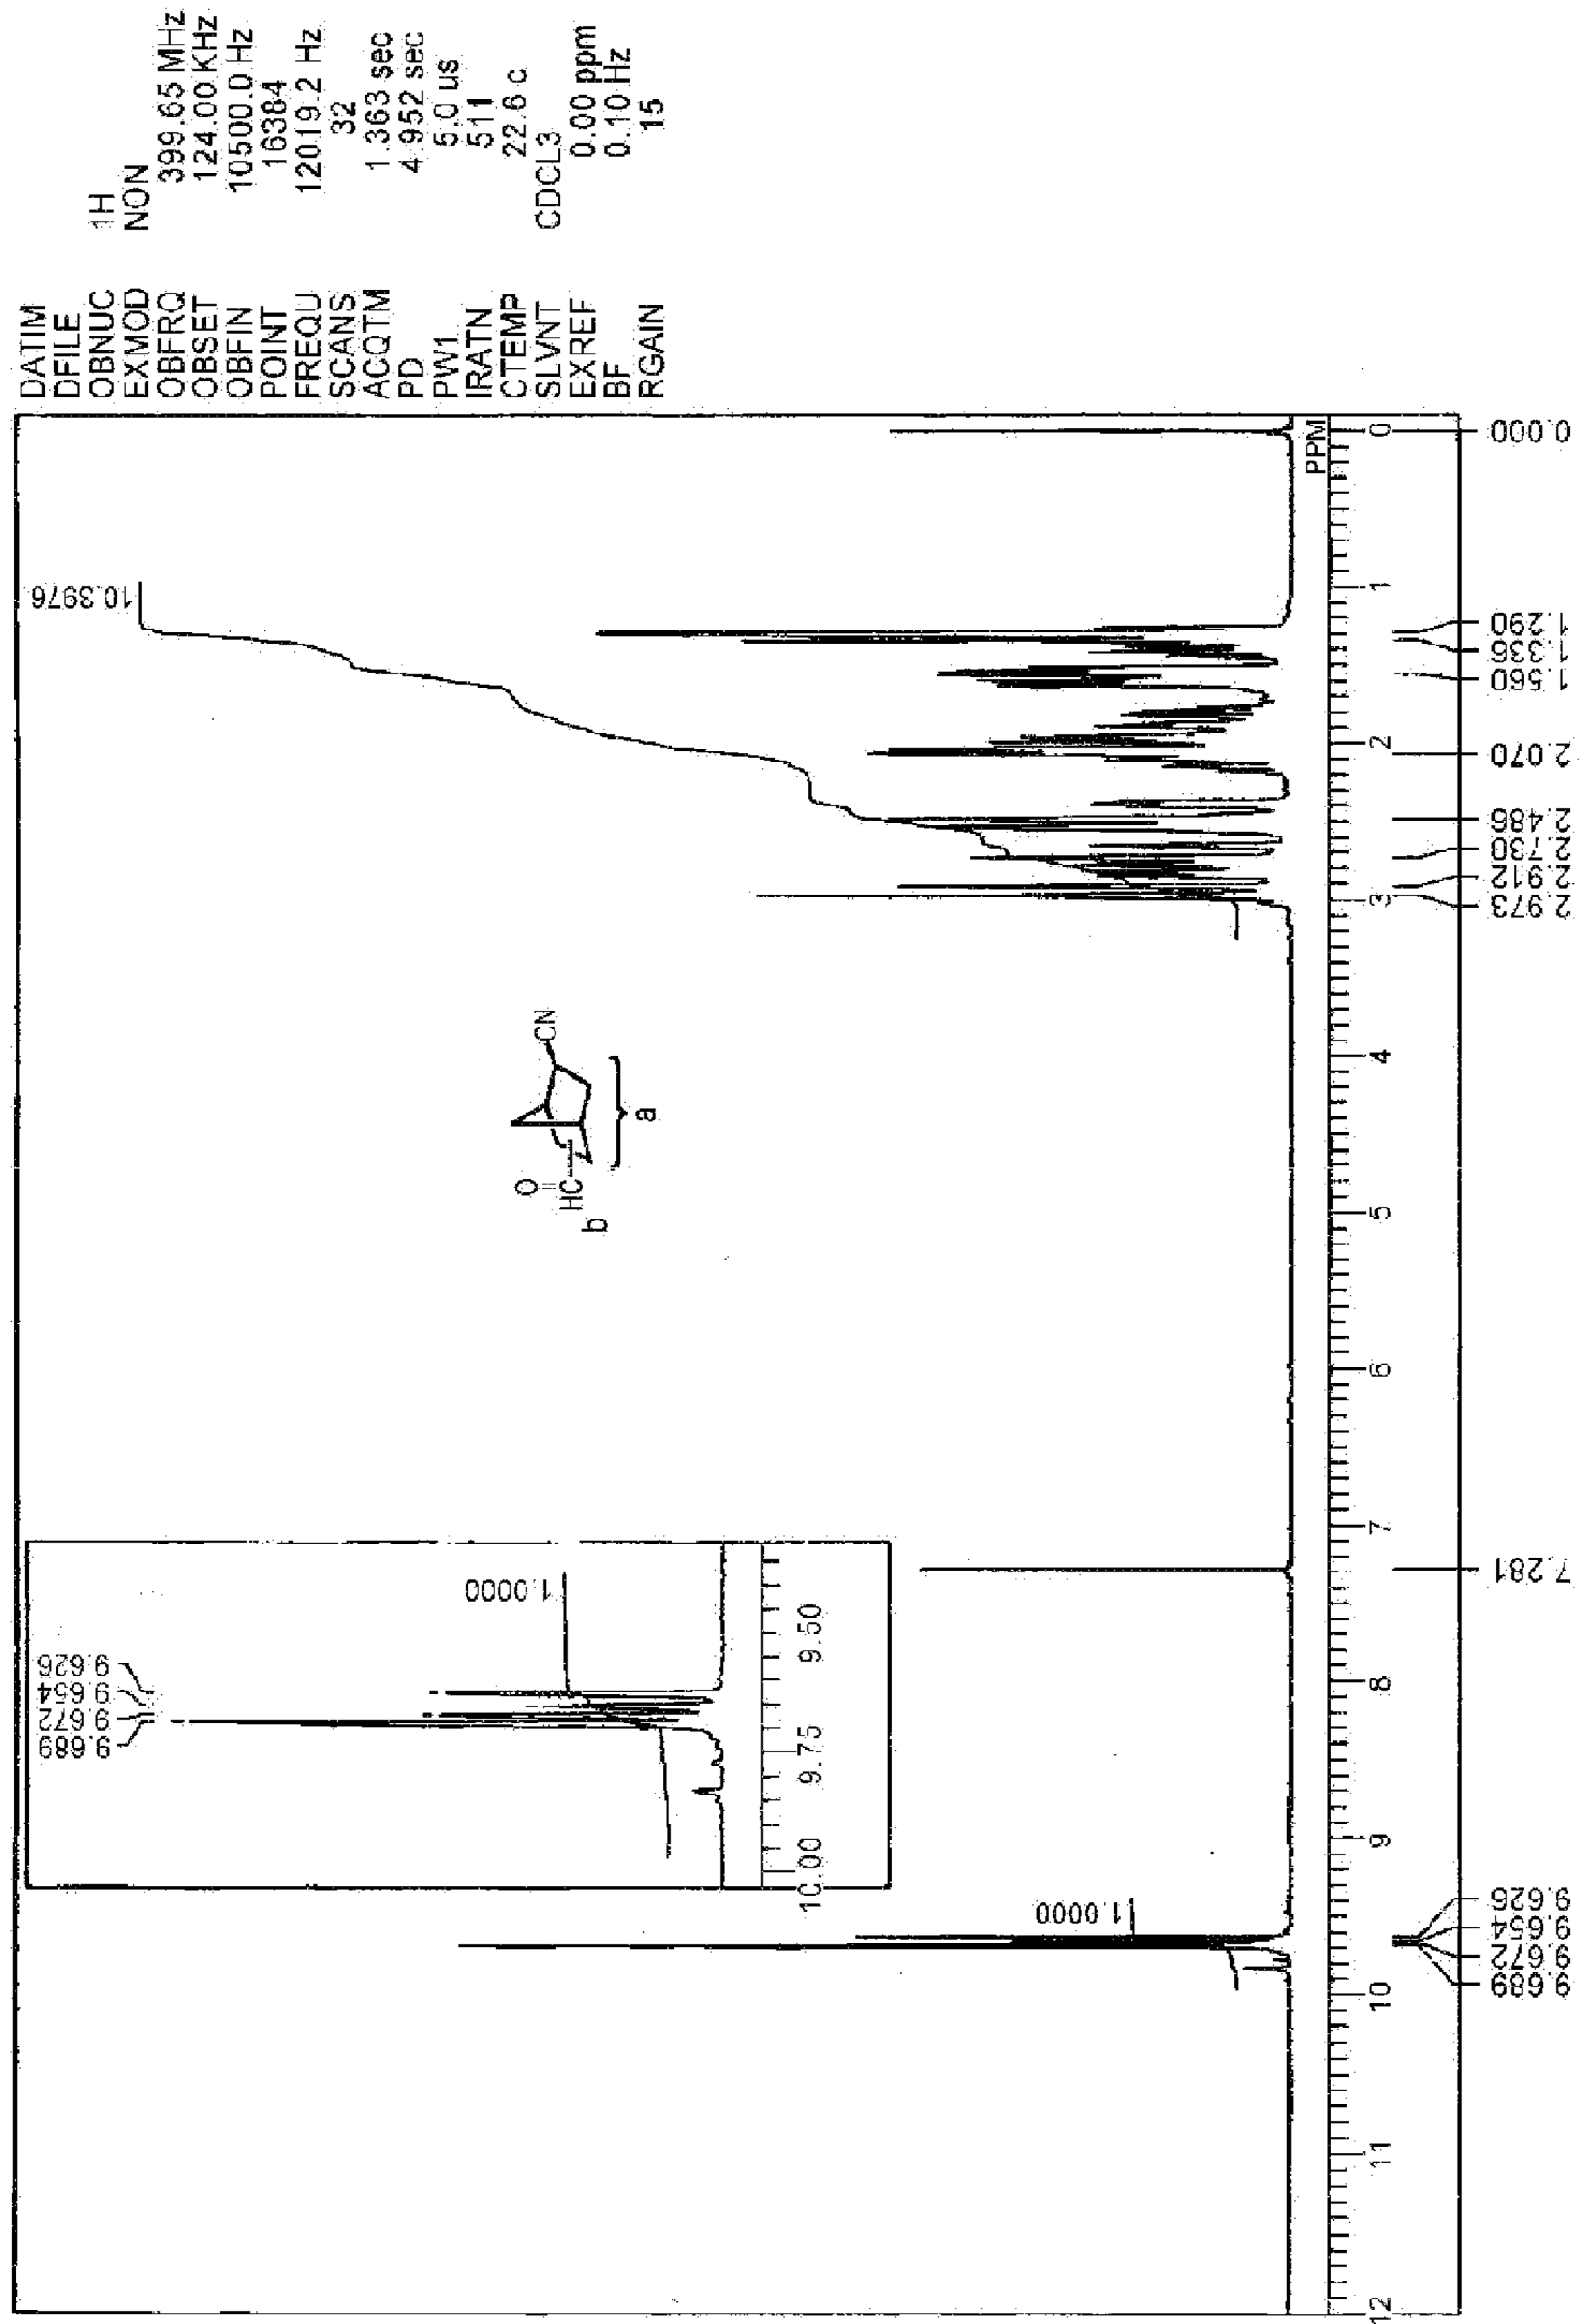 DATIM
DFILE
OBNUC 1H
EXMOD NON
OBFRQ 399.65 MHz
OBSET 124.00 KHz
OBFIN 10500.0 Hz
POINT 16384
FREQU 12019.2 Hz
SCANS 32
ACQTM 1.363 sec
PD 4.952 sec
PW1 5.0 us
IRATN 511
CTEMP 22.6 c
SLVNT CDCL3
EXREF 0.00 ppm
BF 0.10 Hz
RGAIN 15
9.689
9.672
9.654
9.626
1.0000
10.00 9.75 9.50
10.3976
O
HC
CN
b
a
1.0000
PPM
12 11 10 9 8 7 6 5 4 3 2 1 0
9.689
9.672
9.654
9.626
7.281
2.973
2.912
2.730
2.486
2.070
1.560
1.336
1.290
0.000